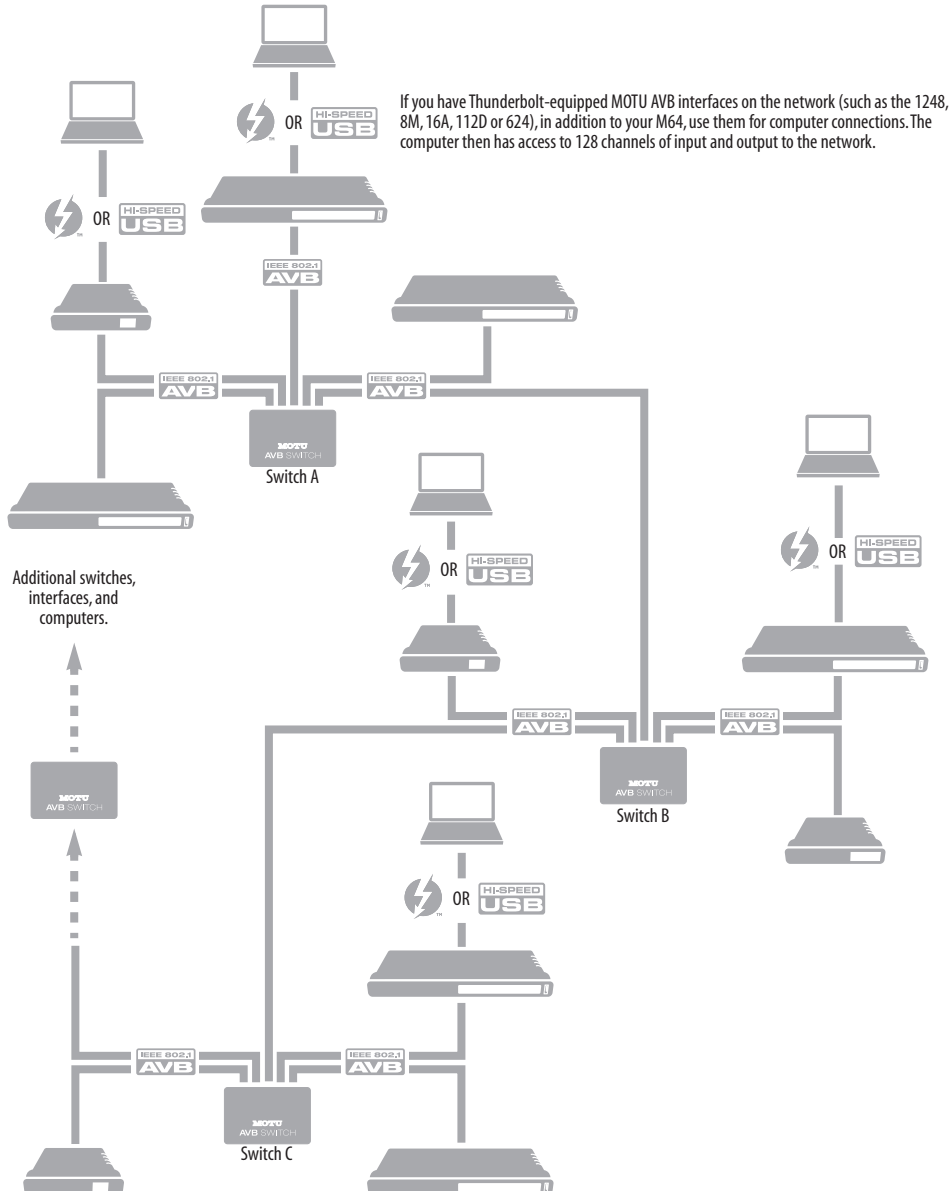 If you have Thunderbolt-equipped MOTU AVB interfaces on the network (such as the 1248,
8M, 16A, 112D or 624), in addition to your M64, use them for computer connections. The
computer then has access to 128 channels of input and output to the network.
OR
HI-SPEED
USB
TM
OR
HI-SPEED
USB
TM
IEEE 802.1
AVB
IEEE 802.1
AVB
IEEE 802.1
AVB
MOTU
AVB SWITCH
Switch A
OR
HI-SPEED
USB
TM
OR
HI-SPEED
USB
TM
Additional switches,
interfaces, and
computers.
IEEE 802.1
AVB
IEEE 802.1
AVB
MOTU
AVB SWITCH
Switch B
MOTU
AVB SWITCH
OR
HI-SPEED
USB
TM
IEEE 802.1
AVB
IEEE 802.1
AVB
MOTU
AVB SWITCH
Switch C